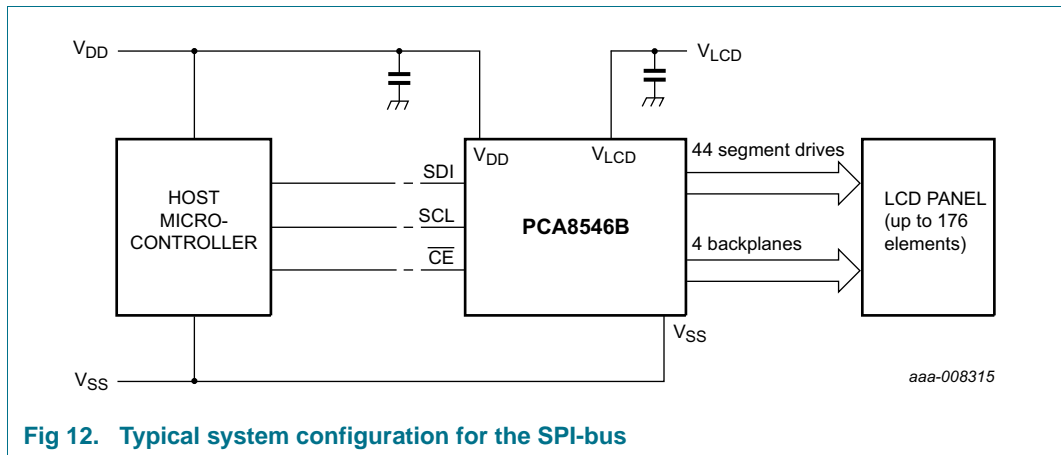 VDD
VLCD
HOST
MICRO-
CONTROLLER
SDI
SCL
CE
VDD
VLCD
PCA8546B
44 segment drives
4 backplanes
LCD PANEL
(up to 176
elements)
VSS
VSS
aaa-008315
Fig 12. Typical system configuration for the SPI-bus